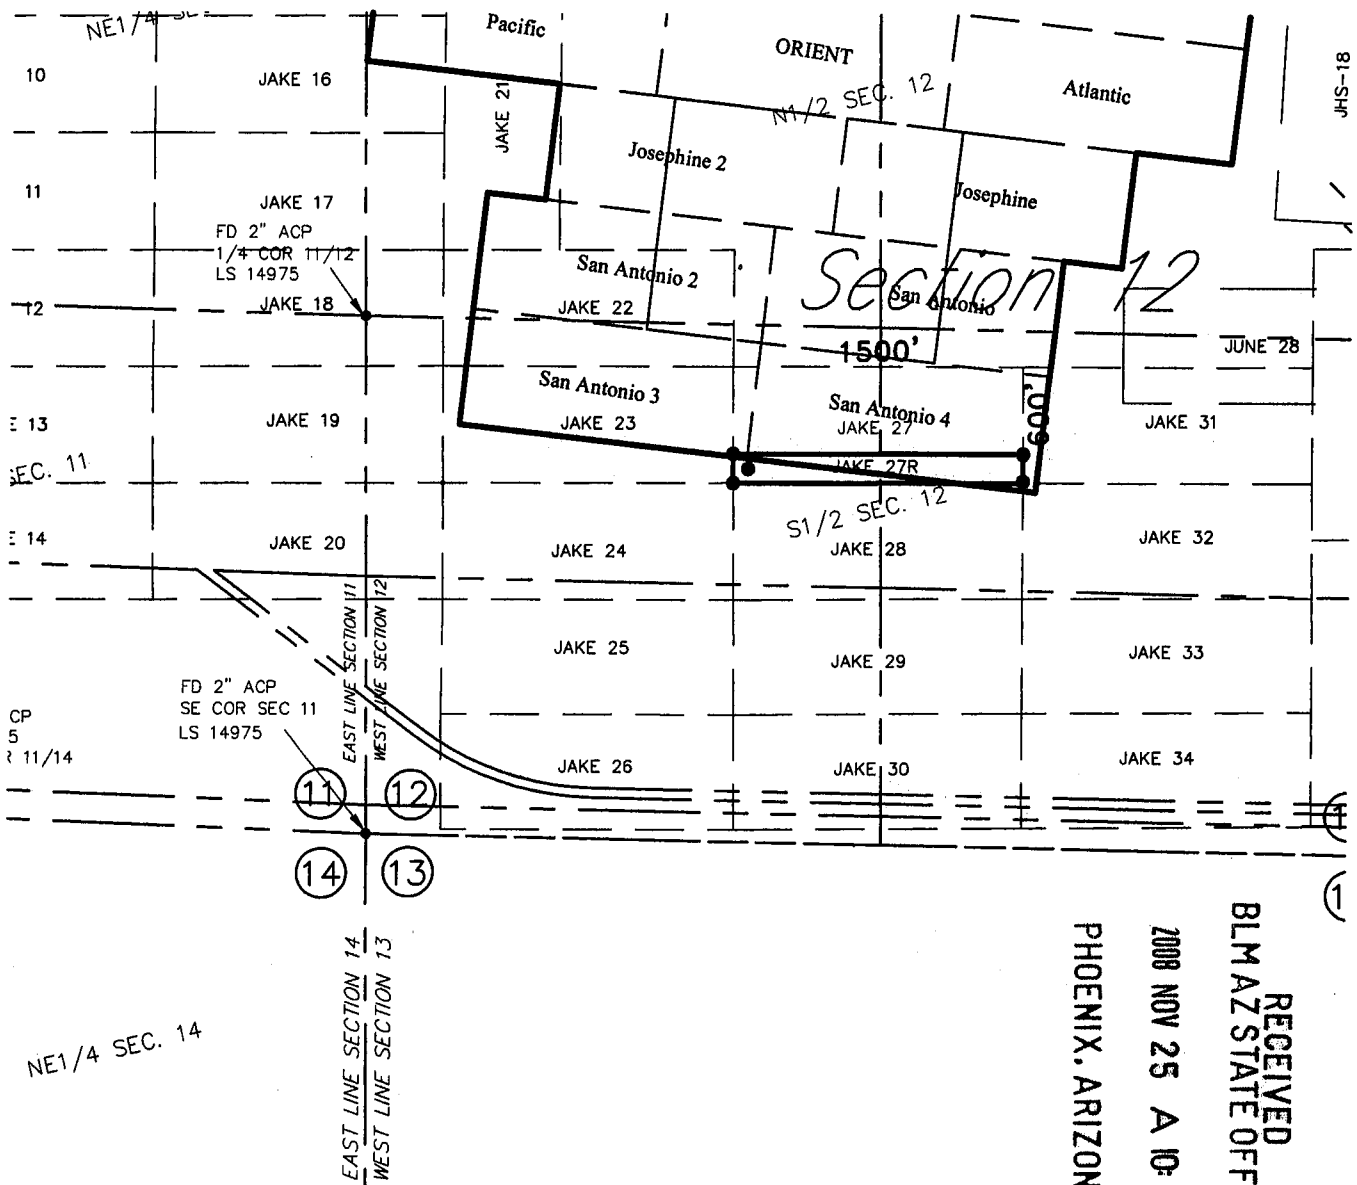 NE1/4
Pacific
ORIENT
10
JAKE 16
JAKE 21
N1/2 SEC. 12
Atlantic
JHS-18
Josephine 2
11
JAKE 17
Josephine
FD 2" ACP
1/4 COR 11/12
LS 14975
San Antonio 2
Section 12
12
JAKE 18
JAKE 22
San Antonio
1500'
JUNE 28
San Antonio 3
600'
E 13
JAKE 19
JAKE 23
San Antonio 4
JAKE 27
JAKE 31
SEC. 11
JAKE 27R
S1/2 SEC. 12
E 14
JAKE 20
JAKE 24
JAKE 28
JAKE 32
EAST LINE SECTION 11
WEST LINE SECTION 12
JAKE 25
JAKE 29
JAKE 33
FD 2" ACP
SE COR SEC 11
LS 14975
CP
5
R 11/14
JAKE 26
JAKE 30
JAKE 34
11
12
1
14
13
1
EAST LINE SECTION 14
WEST LINE SECTION 13
NE1/4 SEC. 14
RECEIVED
BLM AZ STATE OFF
2008 NOV 25 A 10:
PHOENIX, ARIZON